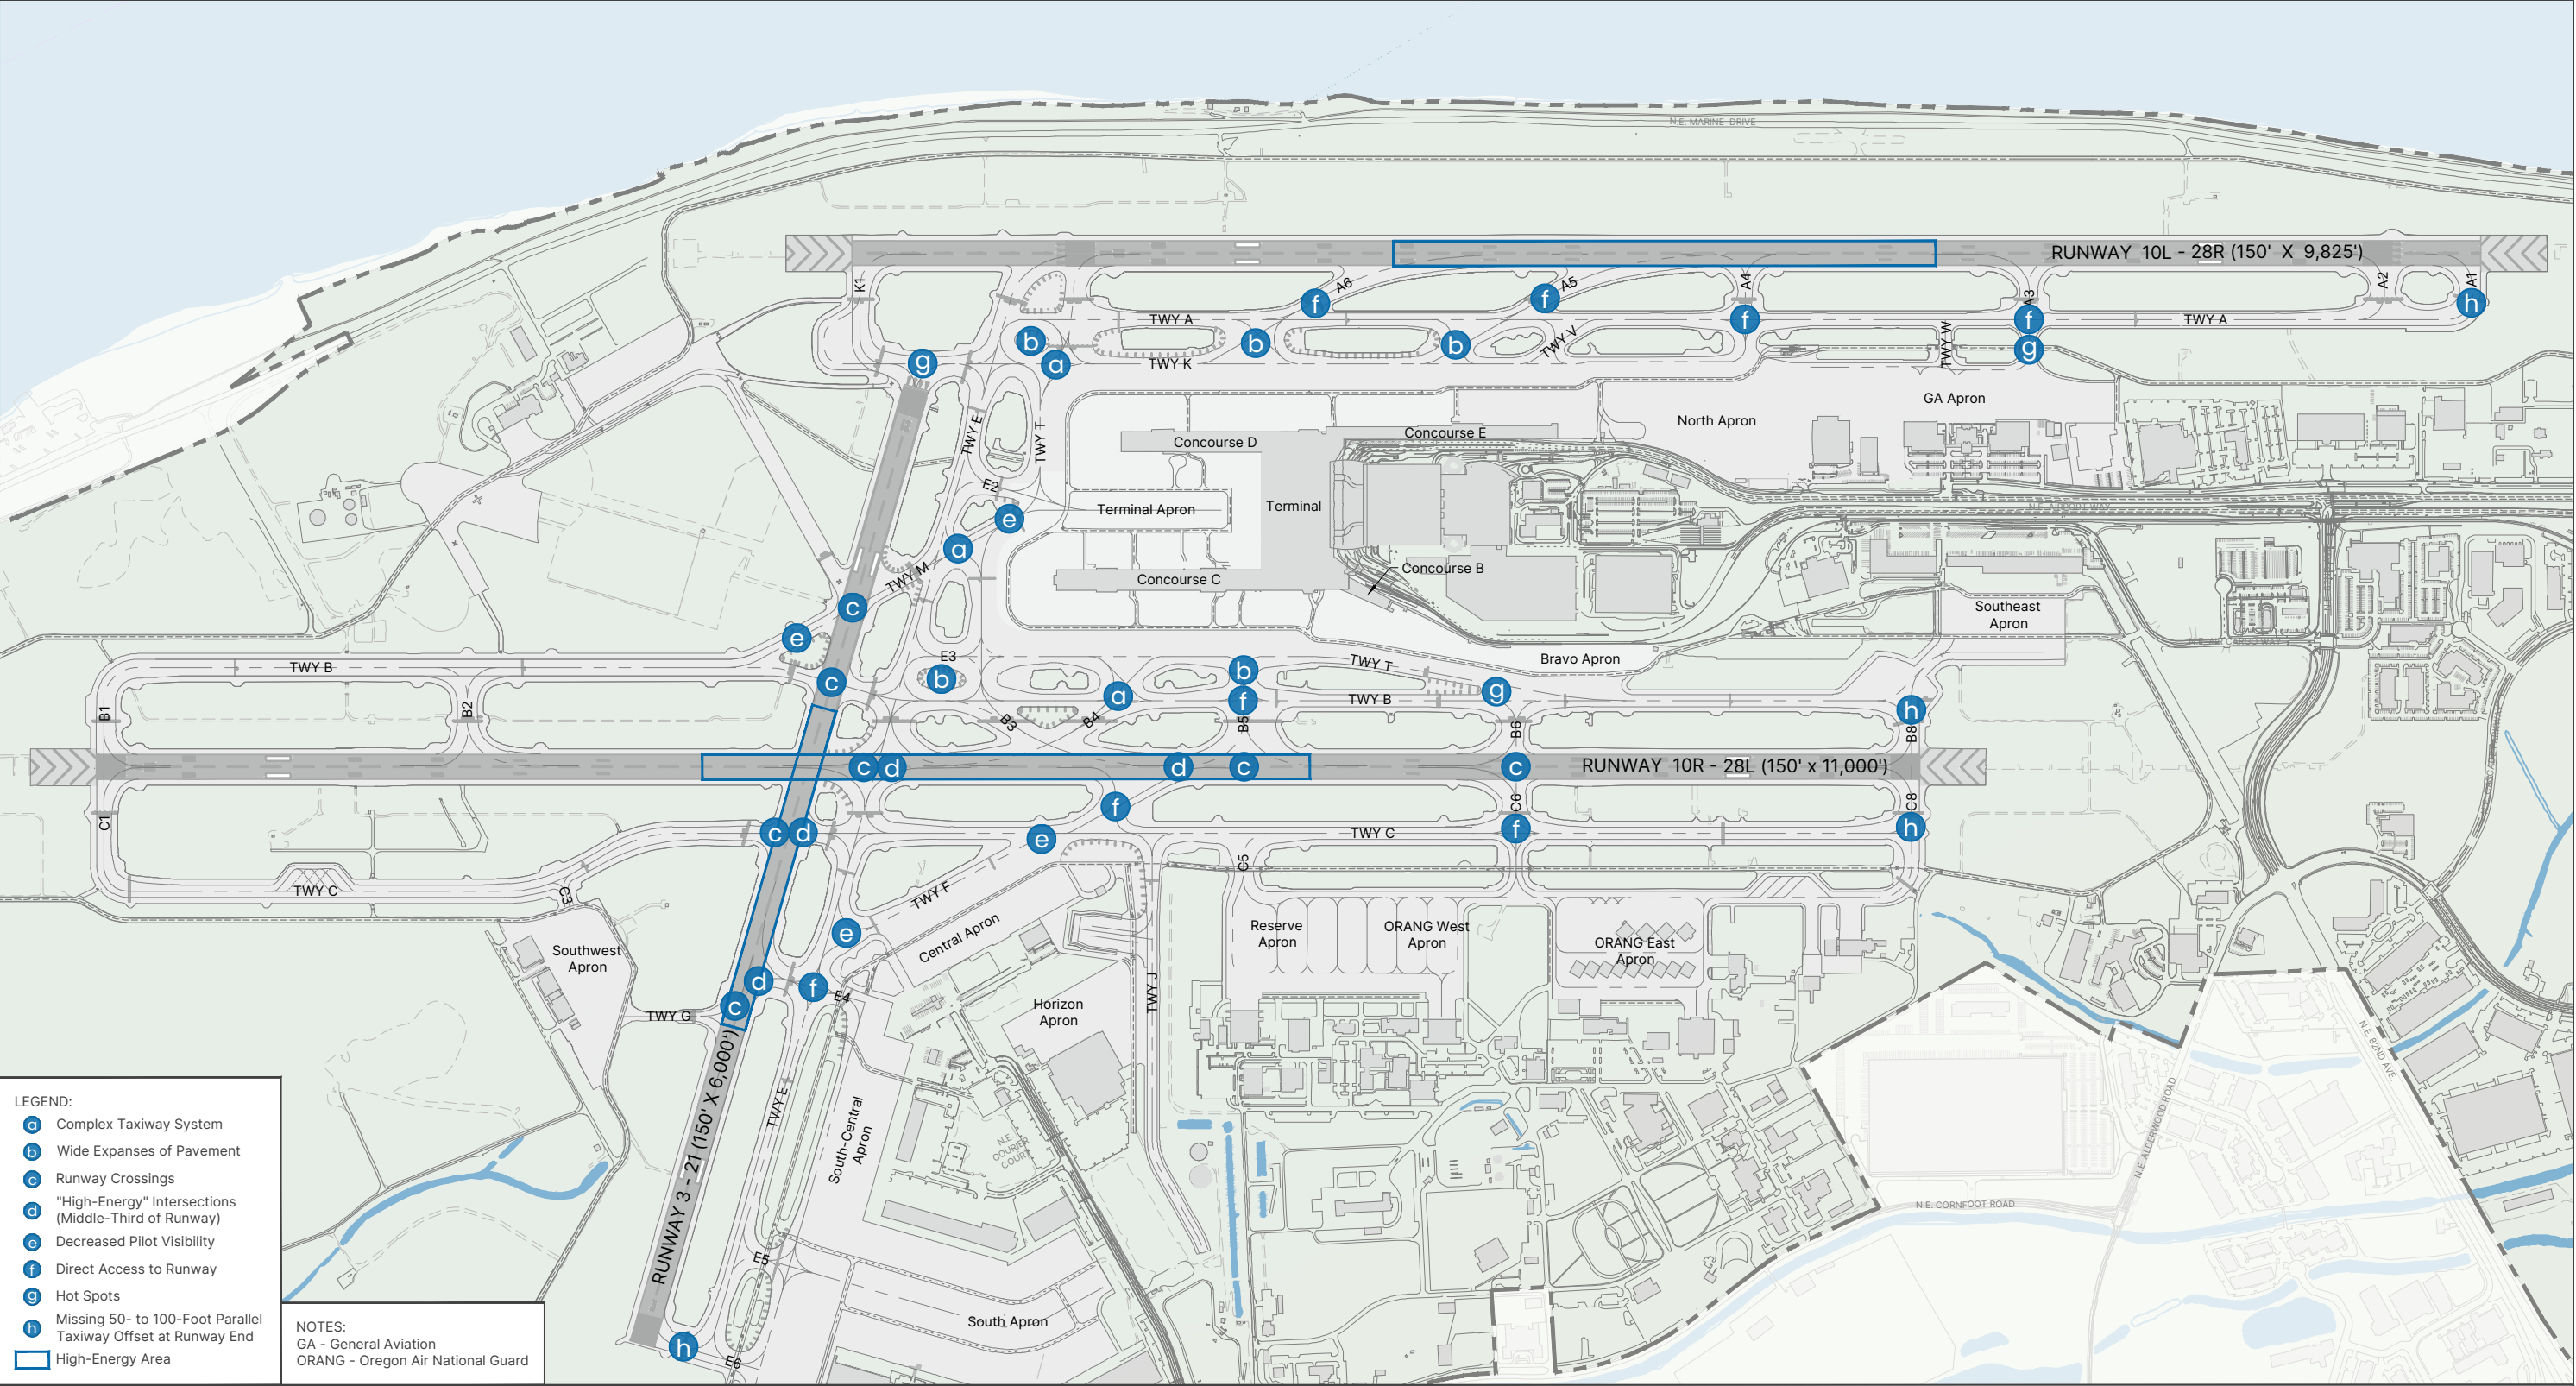 N.E. MARINE DRIVE
RUNWAY 10L - 28R (150' X 9,825')
K1
A6
A5
A4
A3
A2
A1
f
f
h
TWY A
f
f
TWY A
b
b
b
TWY V
TWY W
g
g
a
TWY K
GA Apron
North Apron
TWY E
TWY T
Concourse D
Concourse E
E2
Terminal Apron
Terminal
N.E. AIRPORT WAY
e
a
Concourse B
TWY M
Concourse C
c
Southeast
Apron
e
E3
TWY B
Bravo Apron
TWY T
b
b
c
g
a
f
TWY B
h
B1
B2
B3
B4
B5
B6
B8
c
d
d
c
c
RUNWAY 10R - 28L (150' x 11,000')
C1
C6
C8
f
c
d
e
TWY C
f
h
C5
TWY C
C3
TWY F
Central Apron
e
Reserve
Apron
ORANG West
Apron
ORANG East
Apron
Southwest
Apron
d
f
E4
c
TWY G
Horizon
Apron
TWY J
N.E. 82ND AVE.
RUNWAY 3 - 21 (150' X 6,000')
TWY E
South-Central
Apron
N.E.
COURIER
COURT
N.E. ALDERWOOD ROAD
N.E. CORNFOOT ROAD
E5
South Apron
h
E6
LEGEND:
a Complex Taxiway System
b Wide Expanses of Pavement
c Runway Crossings
d "High-Energy" Intersections
(Middle-Third of Runway)
e Decreased Pilot Visibility
f Direct Access to Runway
g Hot Spots
h Missing 50- to 100-Foot Parallel
Taxiway Offset at Runway End
High-Energy Area
NOTES:
GA - General Aviation
ORANG - Oregon Air National Guard